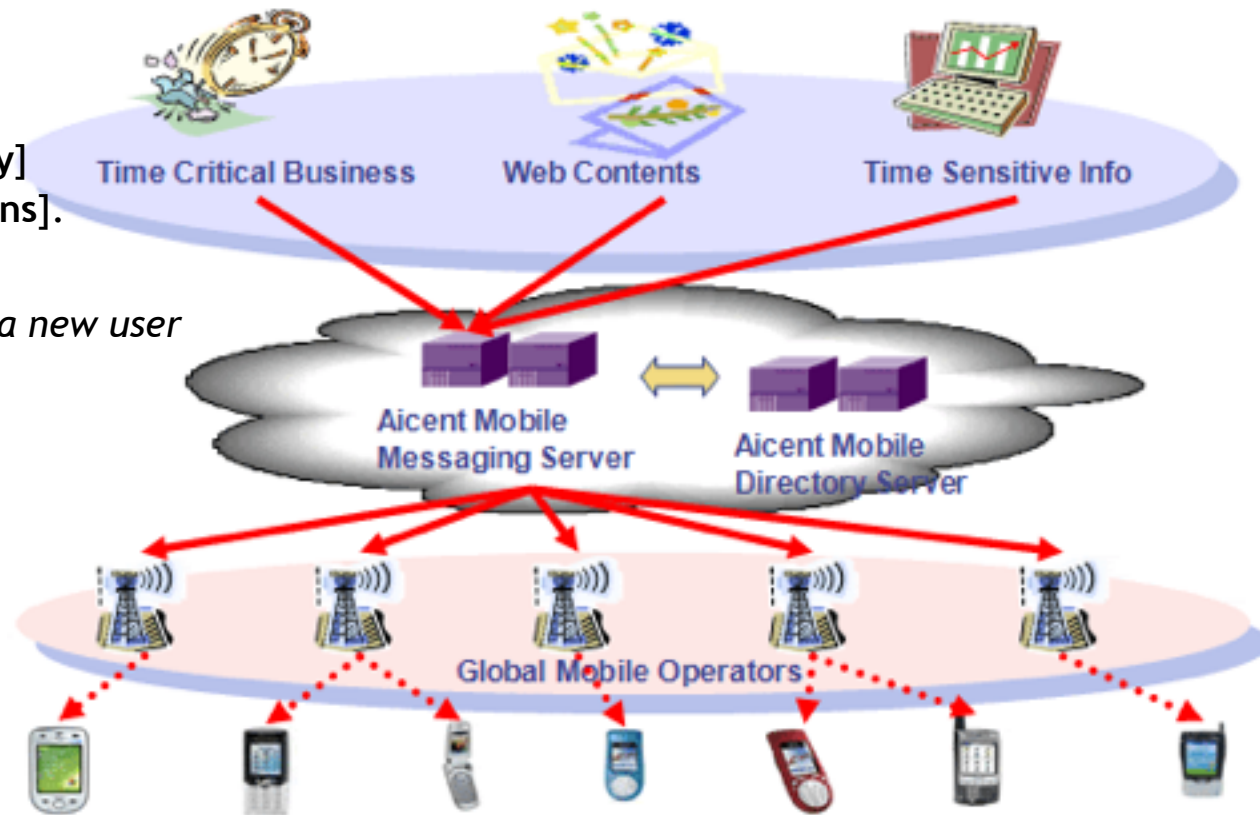 y]
ns].
a new user
Time Critical Business
Web Contents
Time Sensitive Info
Aicent Mobile
Messaging Server
Aicent Mobile
Directory Server
Global Mobile Operators